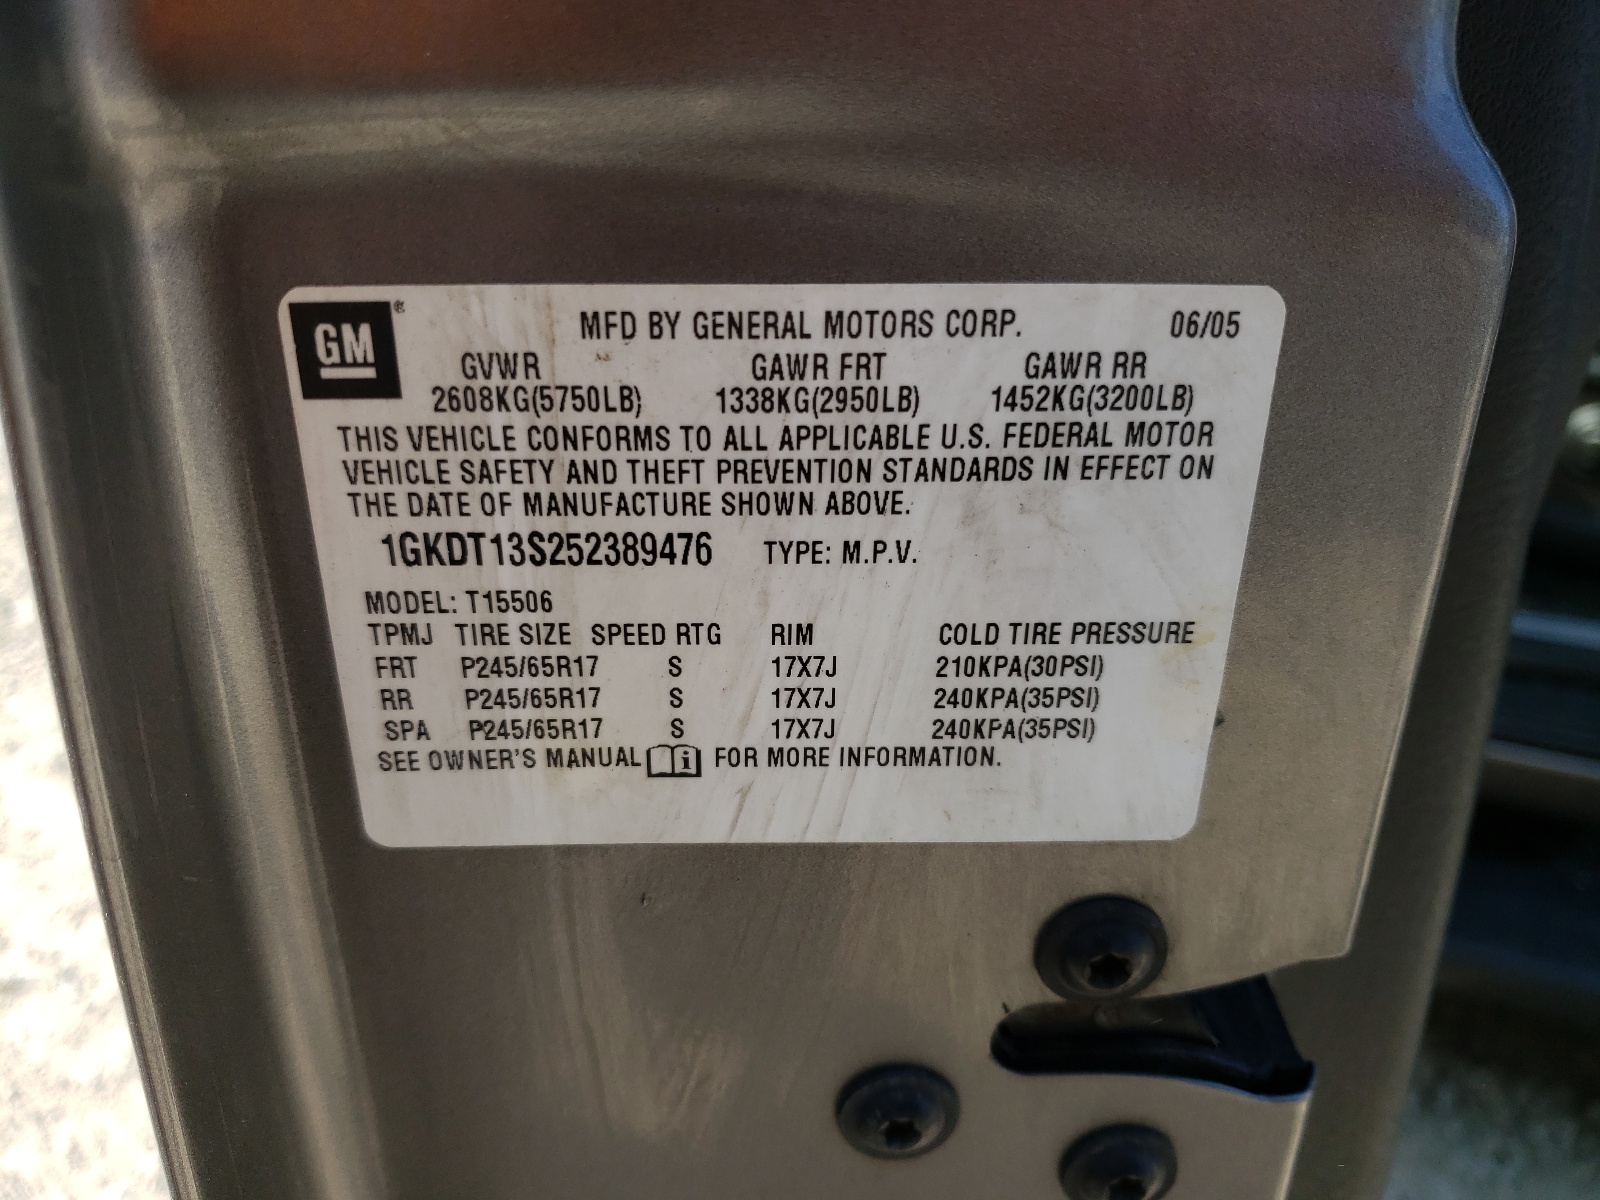 GM ® MFD BY GENERAL MOTORS CORP. 06/05
GVWR GAWR FRT GAWR RR
2608KG(5750LB) 1338KG(2950LB) 1452KG(3200LB)
THIS VEHICLE CONFORMS TO ALL APPLICABLE U.S. FEDERAL MOTOR
VEHICLE SAFETY AND THEFT PREVENTION STANDARDS IN EFFECT ON
THE DATE OF MANUFACTURE SHOWN ABOVE.
1GKDT13S252389476 TYPE: M.P.V.
MODEL: T15506
TPMJ TIRE SIZE SPEED RTG RIM COLD TIRE PRESSURE
FRT P245/65R17 S 17X7J 210KPA(30PSI)
RR P245/65R17 S 17X7J 240KPA(35PSI)
SPA P245/65R17 S 17X7J 240KPA(35PSI)
SEE OWNER'S MANUAL i FOR MORE INFORMATION.